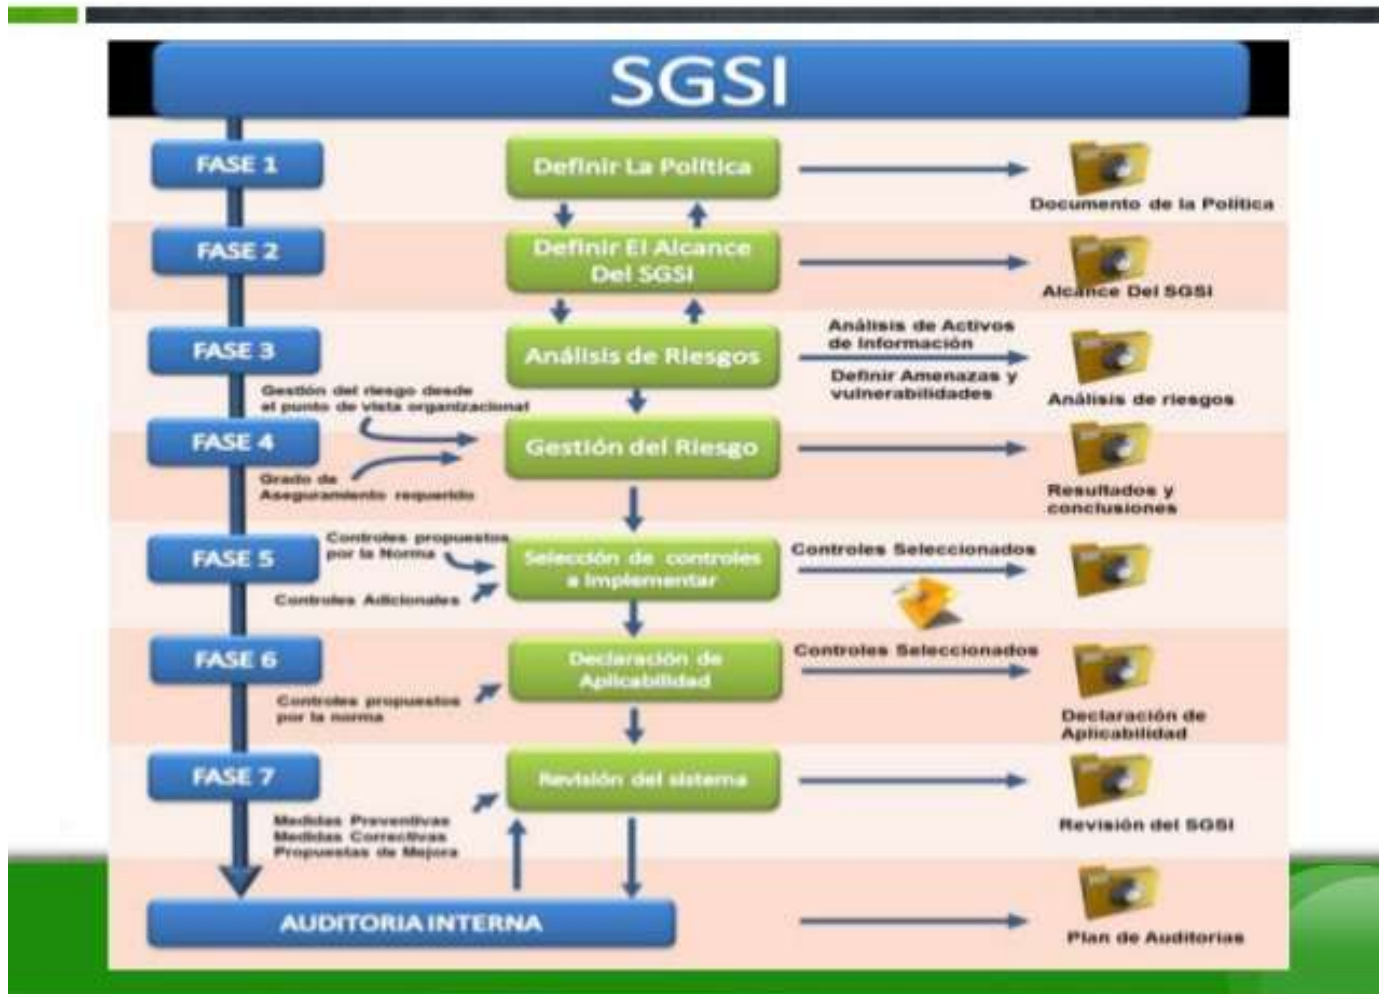 SGSI
FASE 1
Definir La Política
Documento de la Política
FASE 2
Definir El Alcance
Del SGSI
Alcance Del SGSI
FASE 3
Análisis de Riesgos
Análisis de Activos
de Información
Definir Amenazas y
vulnerabilidades
Análisis de riesgos
Gestión del riesgo desde
el punto de vista organizacional
FASE 4
Gestión del Riesgo
Grado de
Aseguramiento requerido
Resultados y
conclusiones
FASE 5
Controles propuestos
por la Norma
Controles Adicionales
Selección de controles
a Implementar
Controles Seleccionados
FASE 6
Controles propuestos
por la norma
Declaración de
Aplicabilidad
Controles Seleccionados
Declaración de
Aplicabilidad
FASE 7
Medidas Preventivas
Medidas Correctivas
Propuestas de Mejora
Revisión del sistema
Revisión del SGSI
AUDITORIA INTERNA
Plan de Auditorias